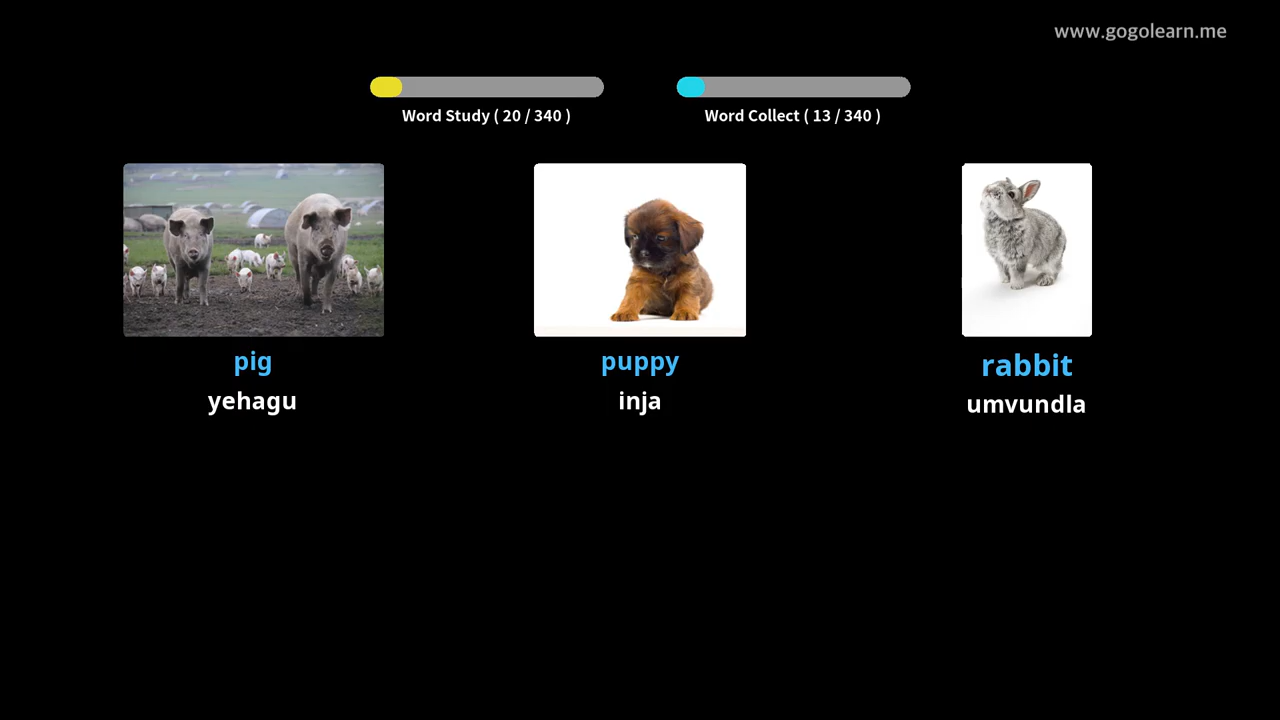 www.gogolearn.me
Word Study ( 20 / 340 )
Word Collect ( 13 / 340 )
pig
yehagu
puppy
inja
rabbit
umvundla